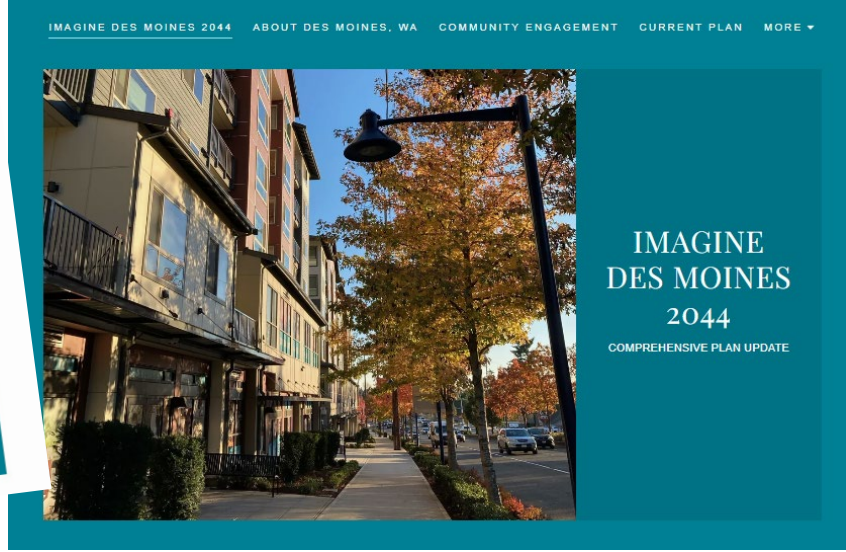 IMAGINE DES MOINES 2044 ABOUT DES MOINES, WA COMMUNITY ENGAGEMENT CURRENT PLAN MORE
IMAGINE
DES MOINES
2044
COMPREHENSIVE PLAN UPDATE